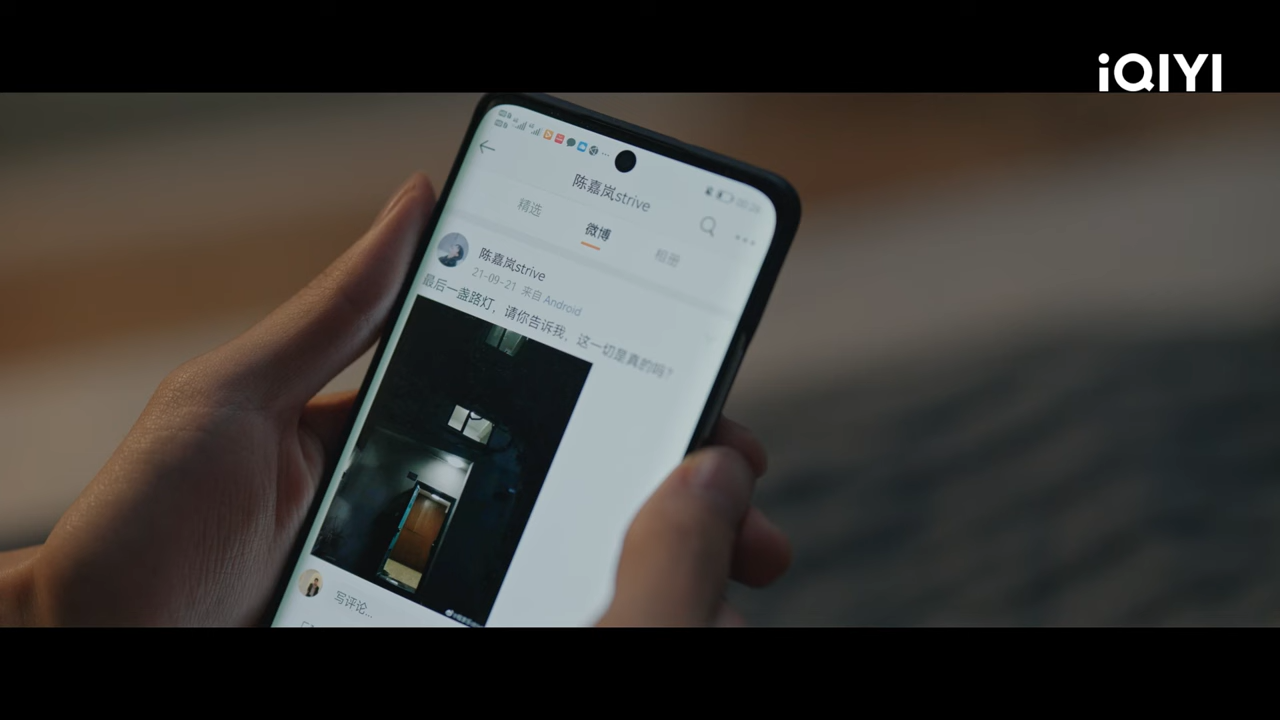 iQIYI
陈嘉岚strive
精选
微博
相册
陈嘉岚strive
21-09-21 来自 Android
最后一盏路灯，请你告诉我，这一切是真的吗?
写评论...